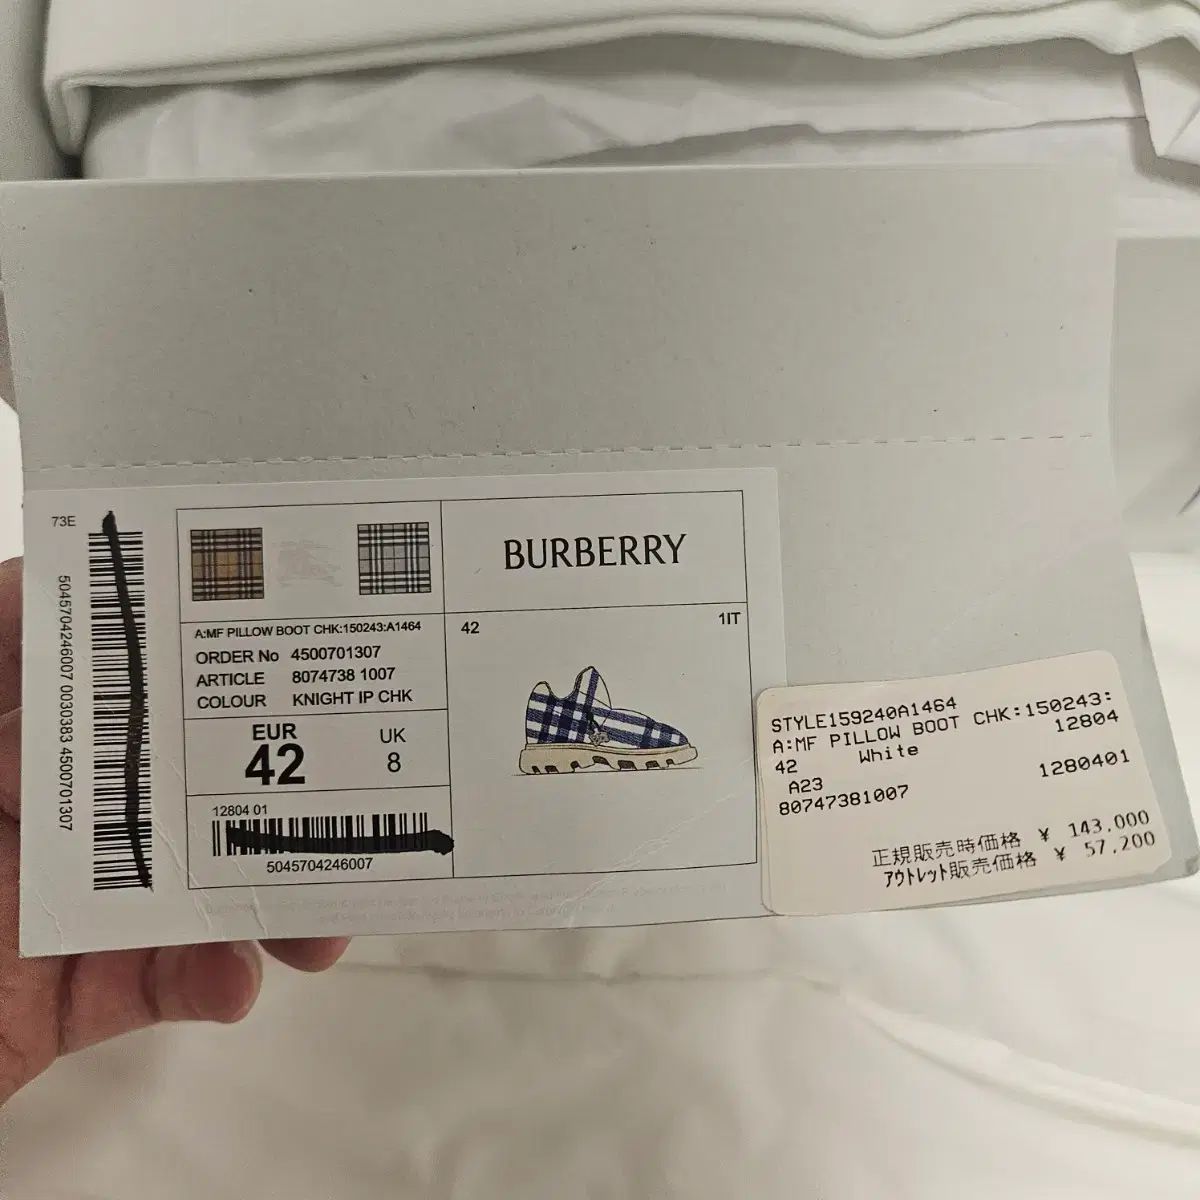 73E
5045704246007 0030383 4500701307
A:MF PILLOW BOOT CHK:150243:A1464
ORDER No 4500701307
ARTICLE 8074738 1007
COLOUR KNIGHT IP CHK
EUR
42
UK
8
12804 01
5045704246007
BURBERRY
42
1IT
STYLE159240A1464
A:MF PILLOW BOOT CHK:150243:
42 White 12804
A23
80747381007 1280401
正規販売時価格 ¥ 143,000
アウトレット販売価格 ¥ 57,200